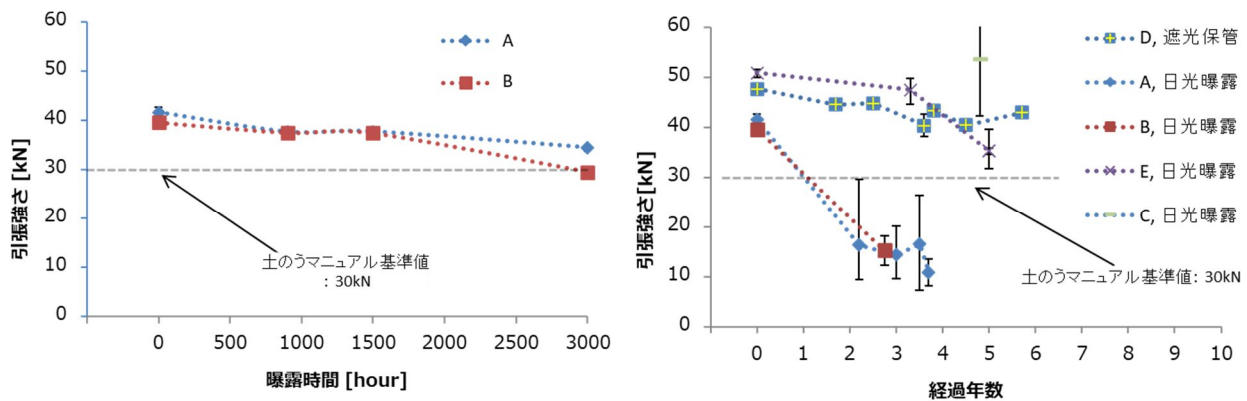 60
50
40
30
20
10
0
引張強さ [kN]
A
B
土のうマニュアル基準値
: 30kN
0
500
1000
1500
2000
2500
3000
曝露時間 [hour]
60
50
40
30
20
10
0
引張強さ[kN]
D, 遮光保管
A, 日光曝露
B, 日光曝露
E, 日光曝露
C, 日光曝露
土のうマニュアル基準値: 30kN
0
1
2
3
4
5
6
7
8
9
10
経過年数